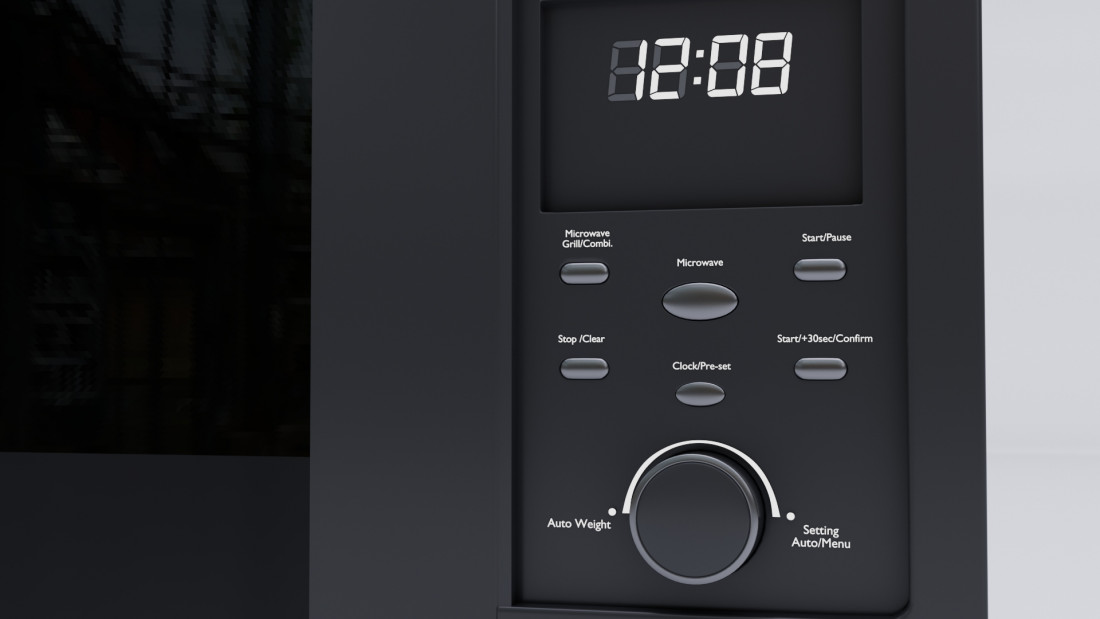 12:08
Microwave
Grill/Combi.
Start/Pause
Microwave
Stop /Clear
Start/+30sec/Confirm
Clock/Pre-set
Auto Weight
Setting
Auto/Menu